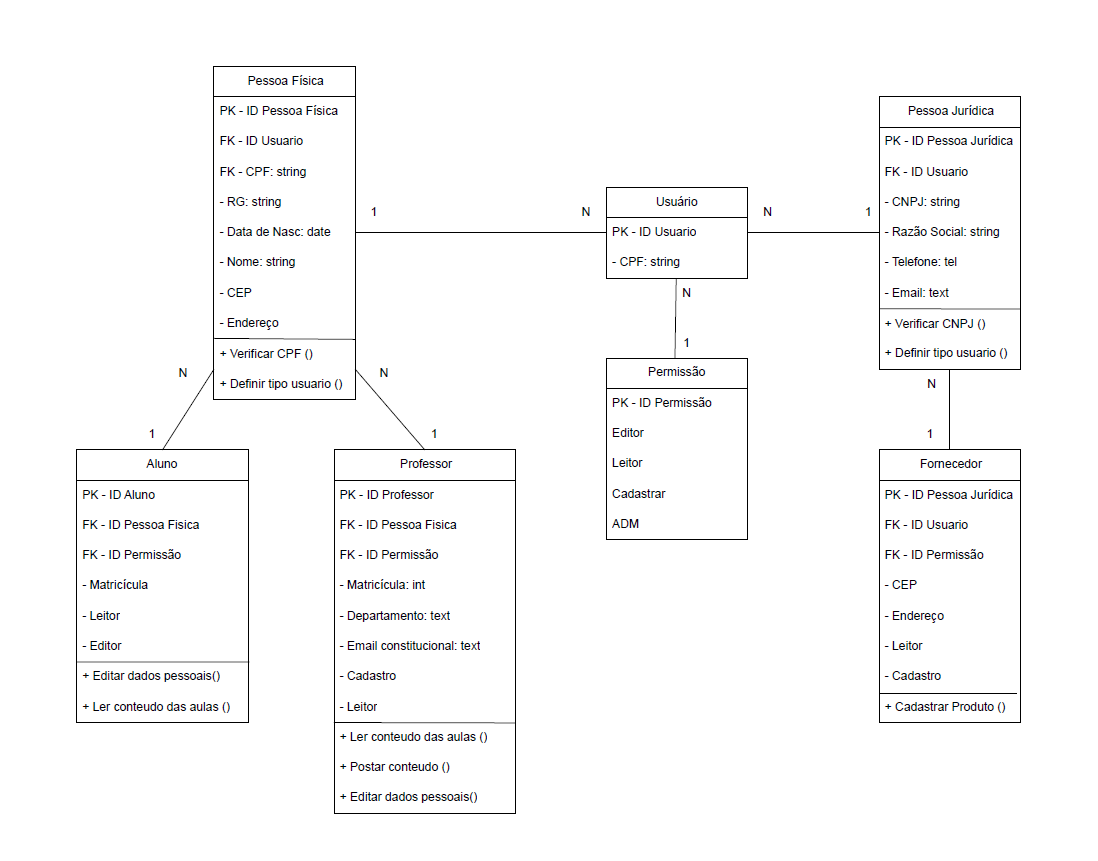 Pessoa Física
PK - ID Pessoa Física
FK - ID Usuario
FK - CPF: string
- RG: string
- Data de Nasc: date
- Nome: string
- CEP
- Endereço
+ Verificar CPF ()
+ Definir tipo usuario ()
1
N
Usuário
PK - ID Usuario
- CPF: string
N
1
Pessoa Jurídica
PK - ID Pessoa Jurídica
FK - ID Usuario
- CNPJ: string
- Razão Social: string
- Telefone: tel
- Email: text
+ Verificar CNPJ ()
+ Definir tipo usuario ()
N
1
Permissão
PK - ID Permissão
Editor
Leitor
Cadastrar
ADM
N
1
N
1
N
1
Aluno
PK - ID Aluno
FK - ID Pessoa Fisica
FK - ID Permissão
- Matricícula
- Leitor
- Editor
+ Editar dados pessoais()
+ Ler conteudo das aulas ()
Professor
PK - ID Professor
FK - ID Pessoa Fisica
FK - ID Permissão
- Matricícula: int
- Departamento: text
- Email constitucional: text
- Cadastro
- Leitor
+ Ler conteudo das aulas ()
+ Postar conteudo ()
+ Editar dados pessoais()
Fornecedor
PK - ID Pessoa Jurídica
FK - ID Usuario
FK - ID Permissão
- CEP
- Endereço
- Leitor
- Cadastro
+ Cadastrar Produto ()